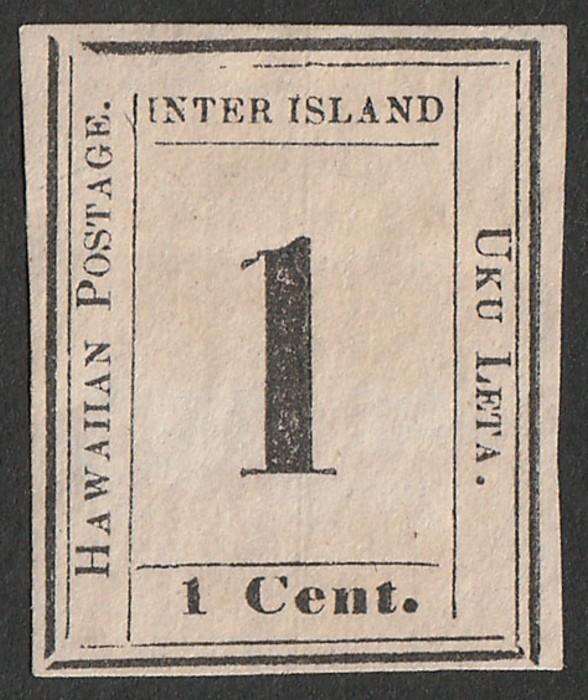 INTER ISLAND
HAWAIIAN POSTAGE.
1
UKU LETA.
1 Cent.